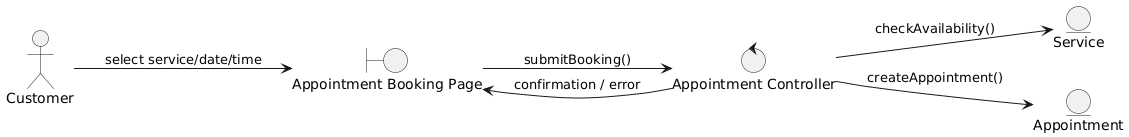 Customer
select service/date/time
Appointment Booking Page
submitBooking()
confirmation / error
Appointment Controller
checkAvailability()
Service
createAppointment()
Appointment